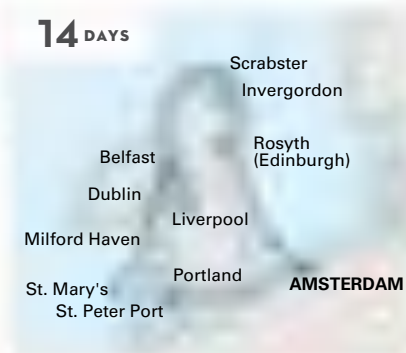 14 DAYS
Scrabster
Invergordon
Rosyth
(Edinburgh)
Belfast
Dublin
Liverpool
Milford Haven
Portland
AMSTERDAM
St. Mary's
St. Peter Port